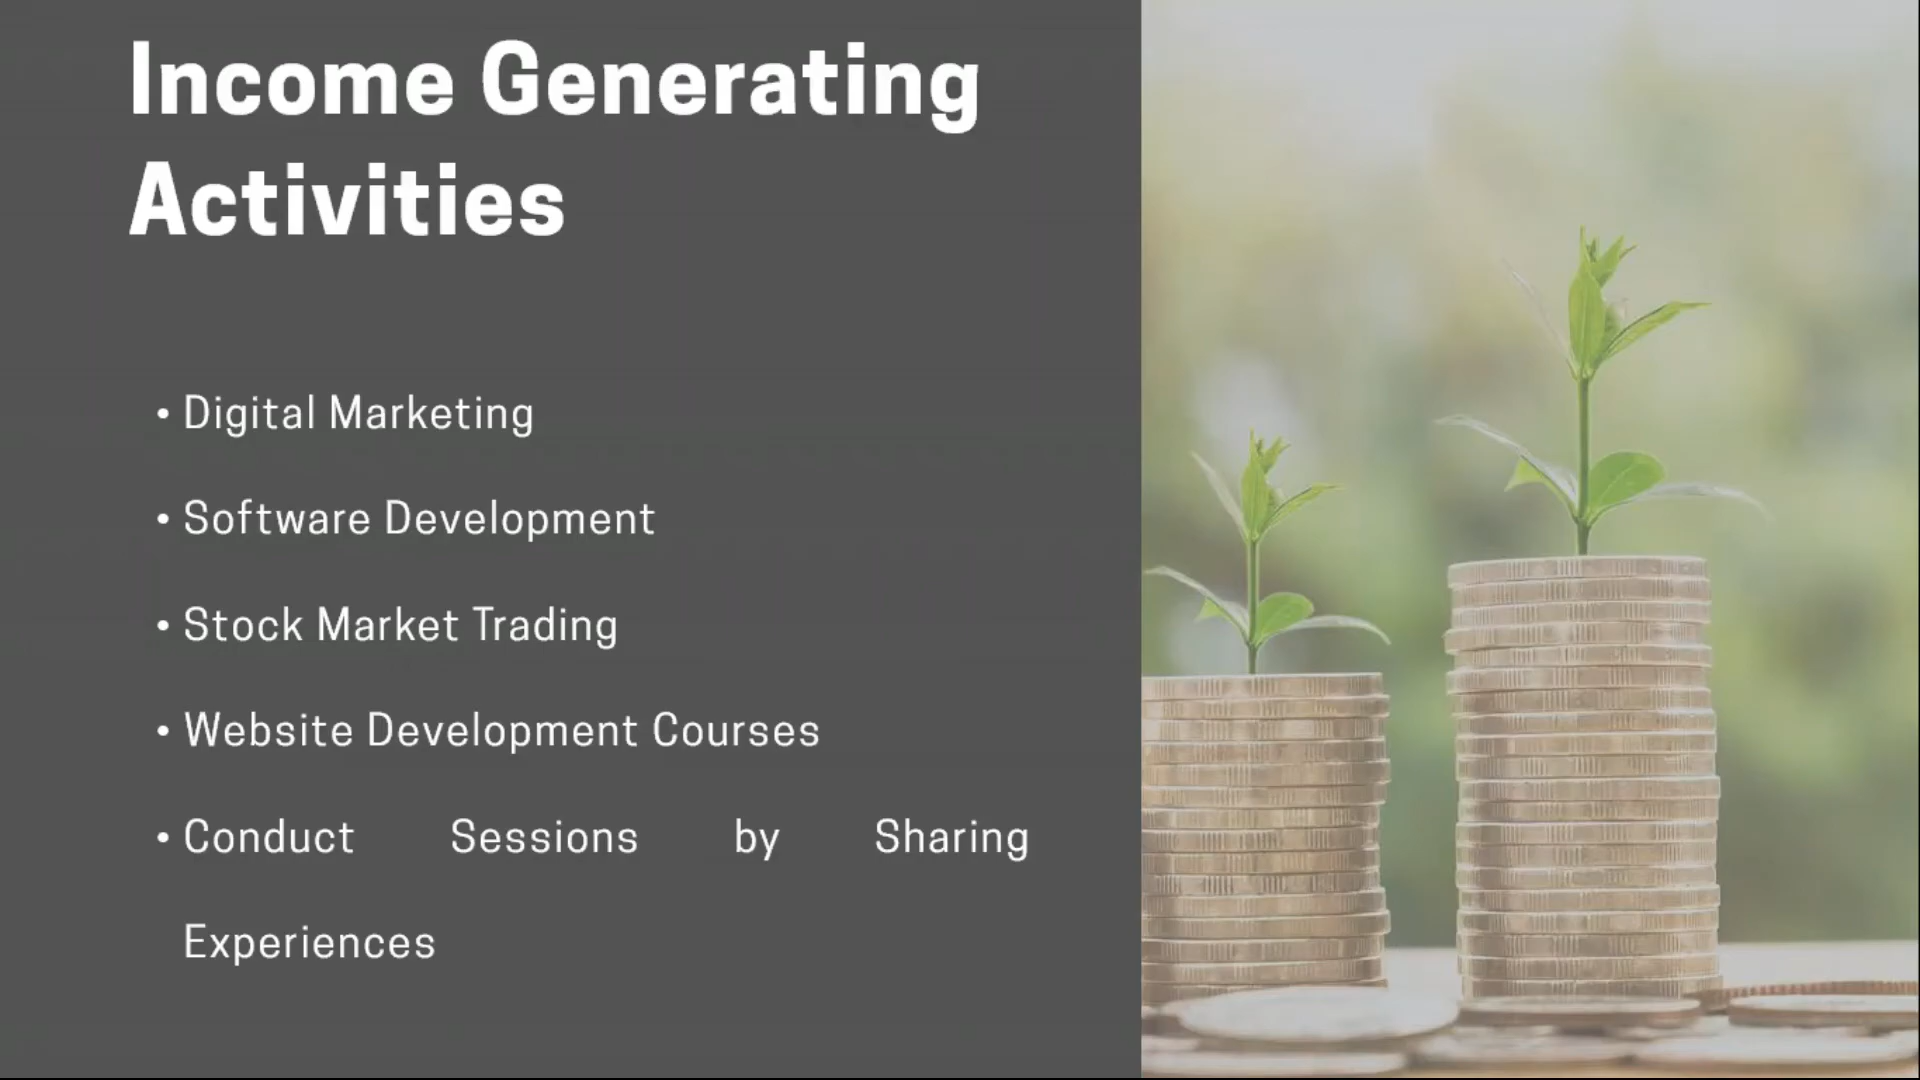 Income Generating
Activities
• Digital Marketing
• Software Development
• Stock Market Trading
• Website Development Courses
• Conduct Sessions by Sharing
Experiences